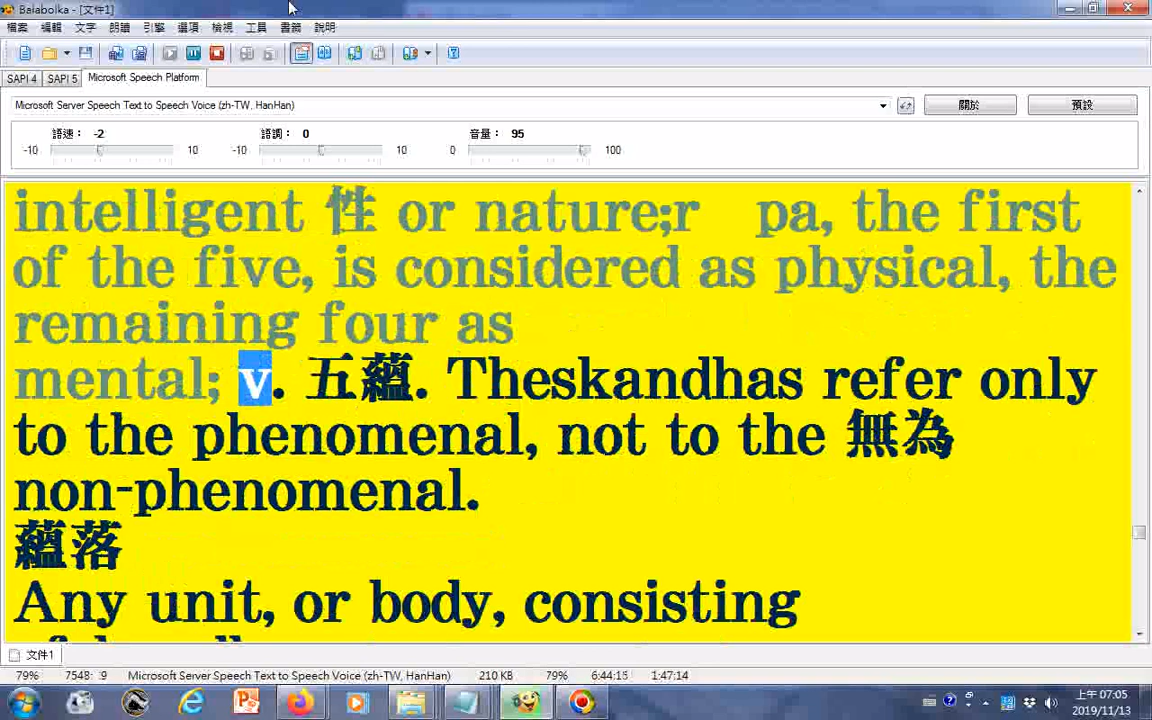 Balabolka - [文件1]
檔案 編輯 文字 朗讀 引擎 選項 檢視 工具 書籤 說明
SAPI 4 SAPI 5 Microsoft Speech Platform
Microsoft Server Speech Text to Speech Voice (zh-TW, HanHan) 關於 預設
語速： -2 語調： 0 音量： 95
-10 10 -10 10 0 100
intelligent 性 or nature;r pa, the first
of the five, is considered as physical, the
remaining four as
mental; v. 五蘊. Theskandhas refer only
to the phenomenal, not to the 無為
non-phenomenal.
蘊落
Any unit, or body, consisting
文件1
79% 7548: 9 Microsoft Server Speech Text to Speech Voice (zh-TW, HanHan) 210 KB 79% 6:44:15 1:47:14
上午 07:05
2019/11/13